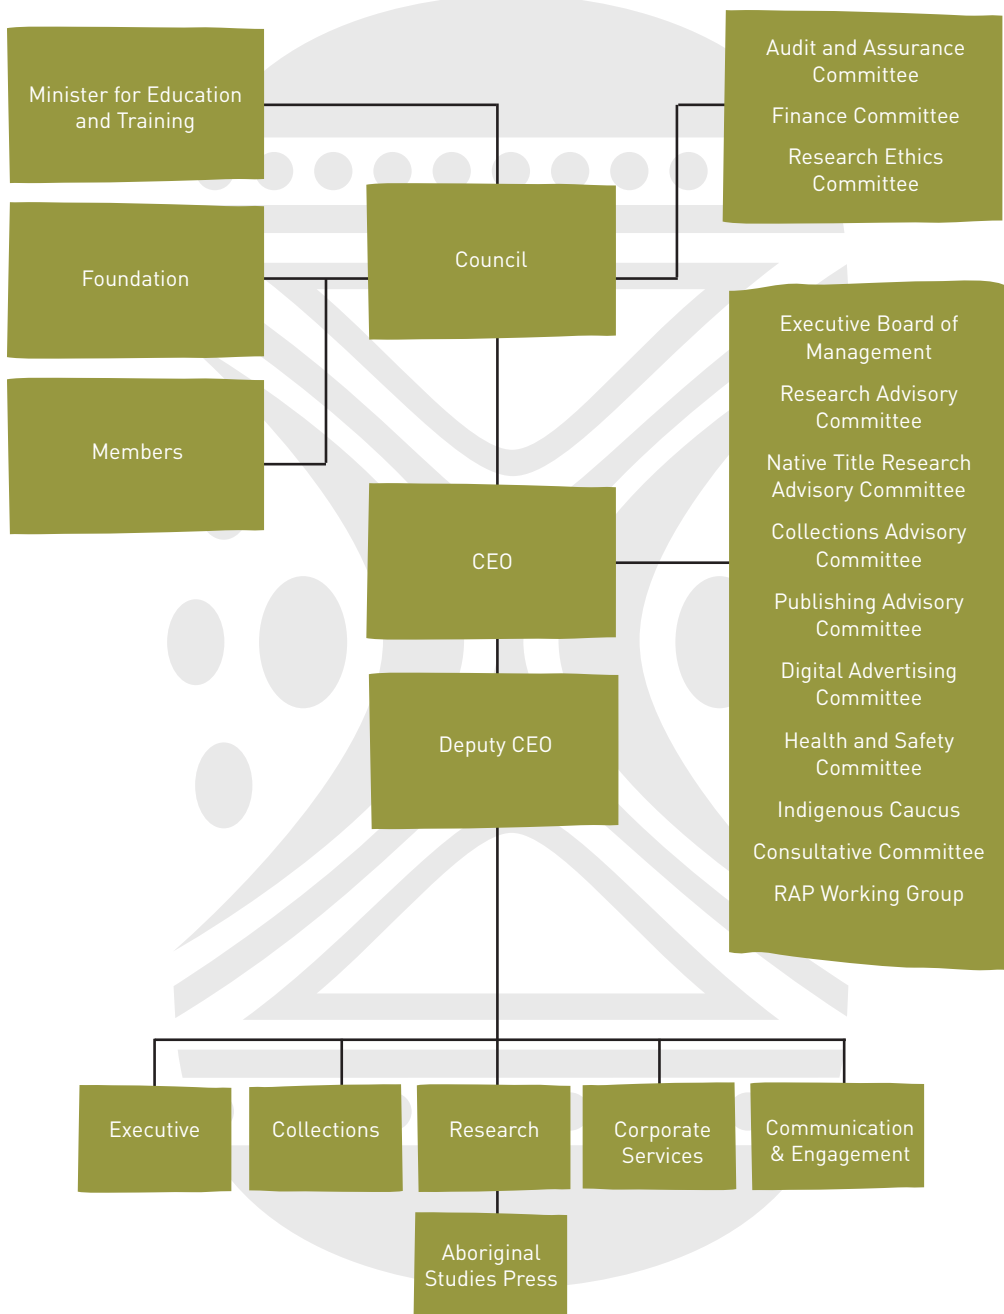 Minister for Education
and Training
Foundation
Members
Council
CEO
Deputy CEO
Audit and Assurance
Committee
Finance Committee
Research Ethics
Committee
Executive Board of
Management
Research Advisory
Committee
Native Title Research
Advisory Committee
Collections Advisory
Committee
Publishing Advisory
Committee
Digital Advertising
Committee
Health and Safety
Committee
Indigenous Caucus
Consultative Committee
RAP Working Group
Executive
Collections
Research
Corporate
Services
Communication
& Engagement
Aboriginal
Studies Press